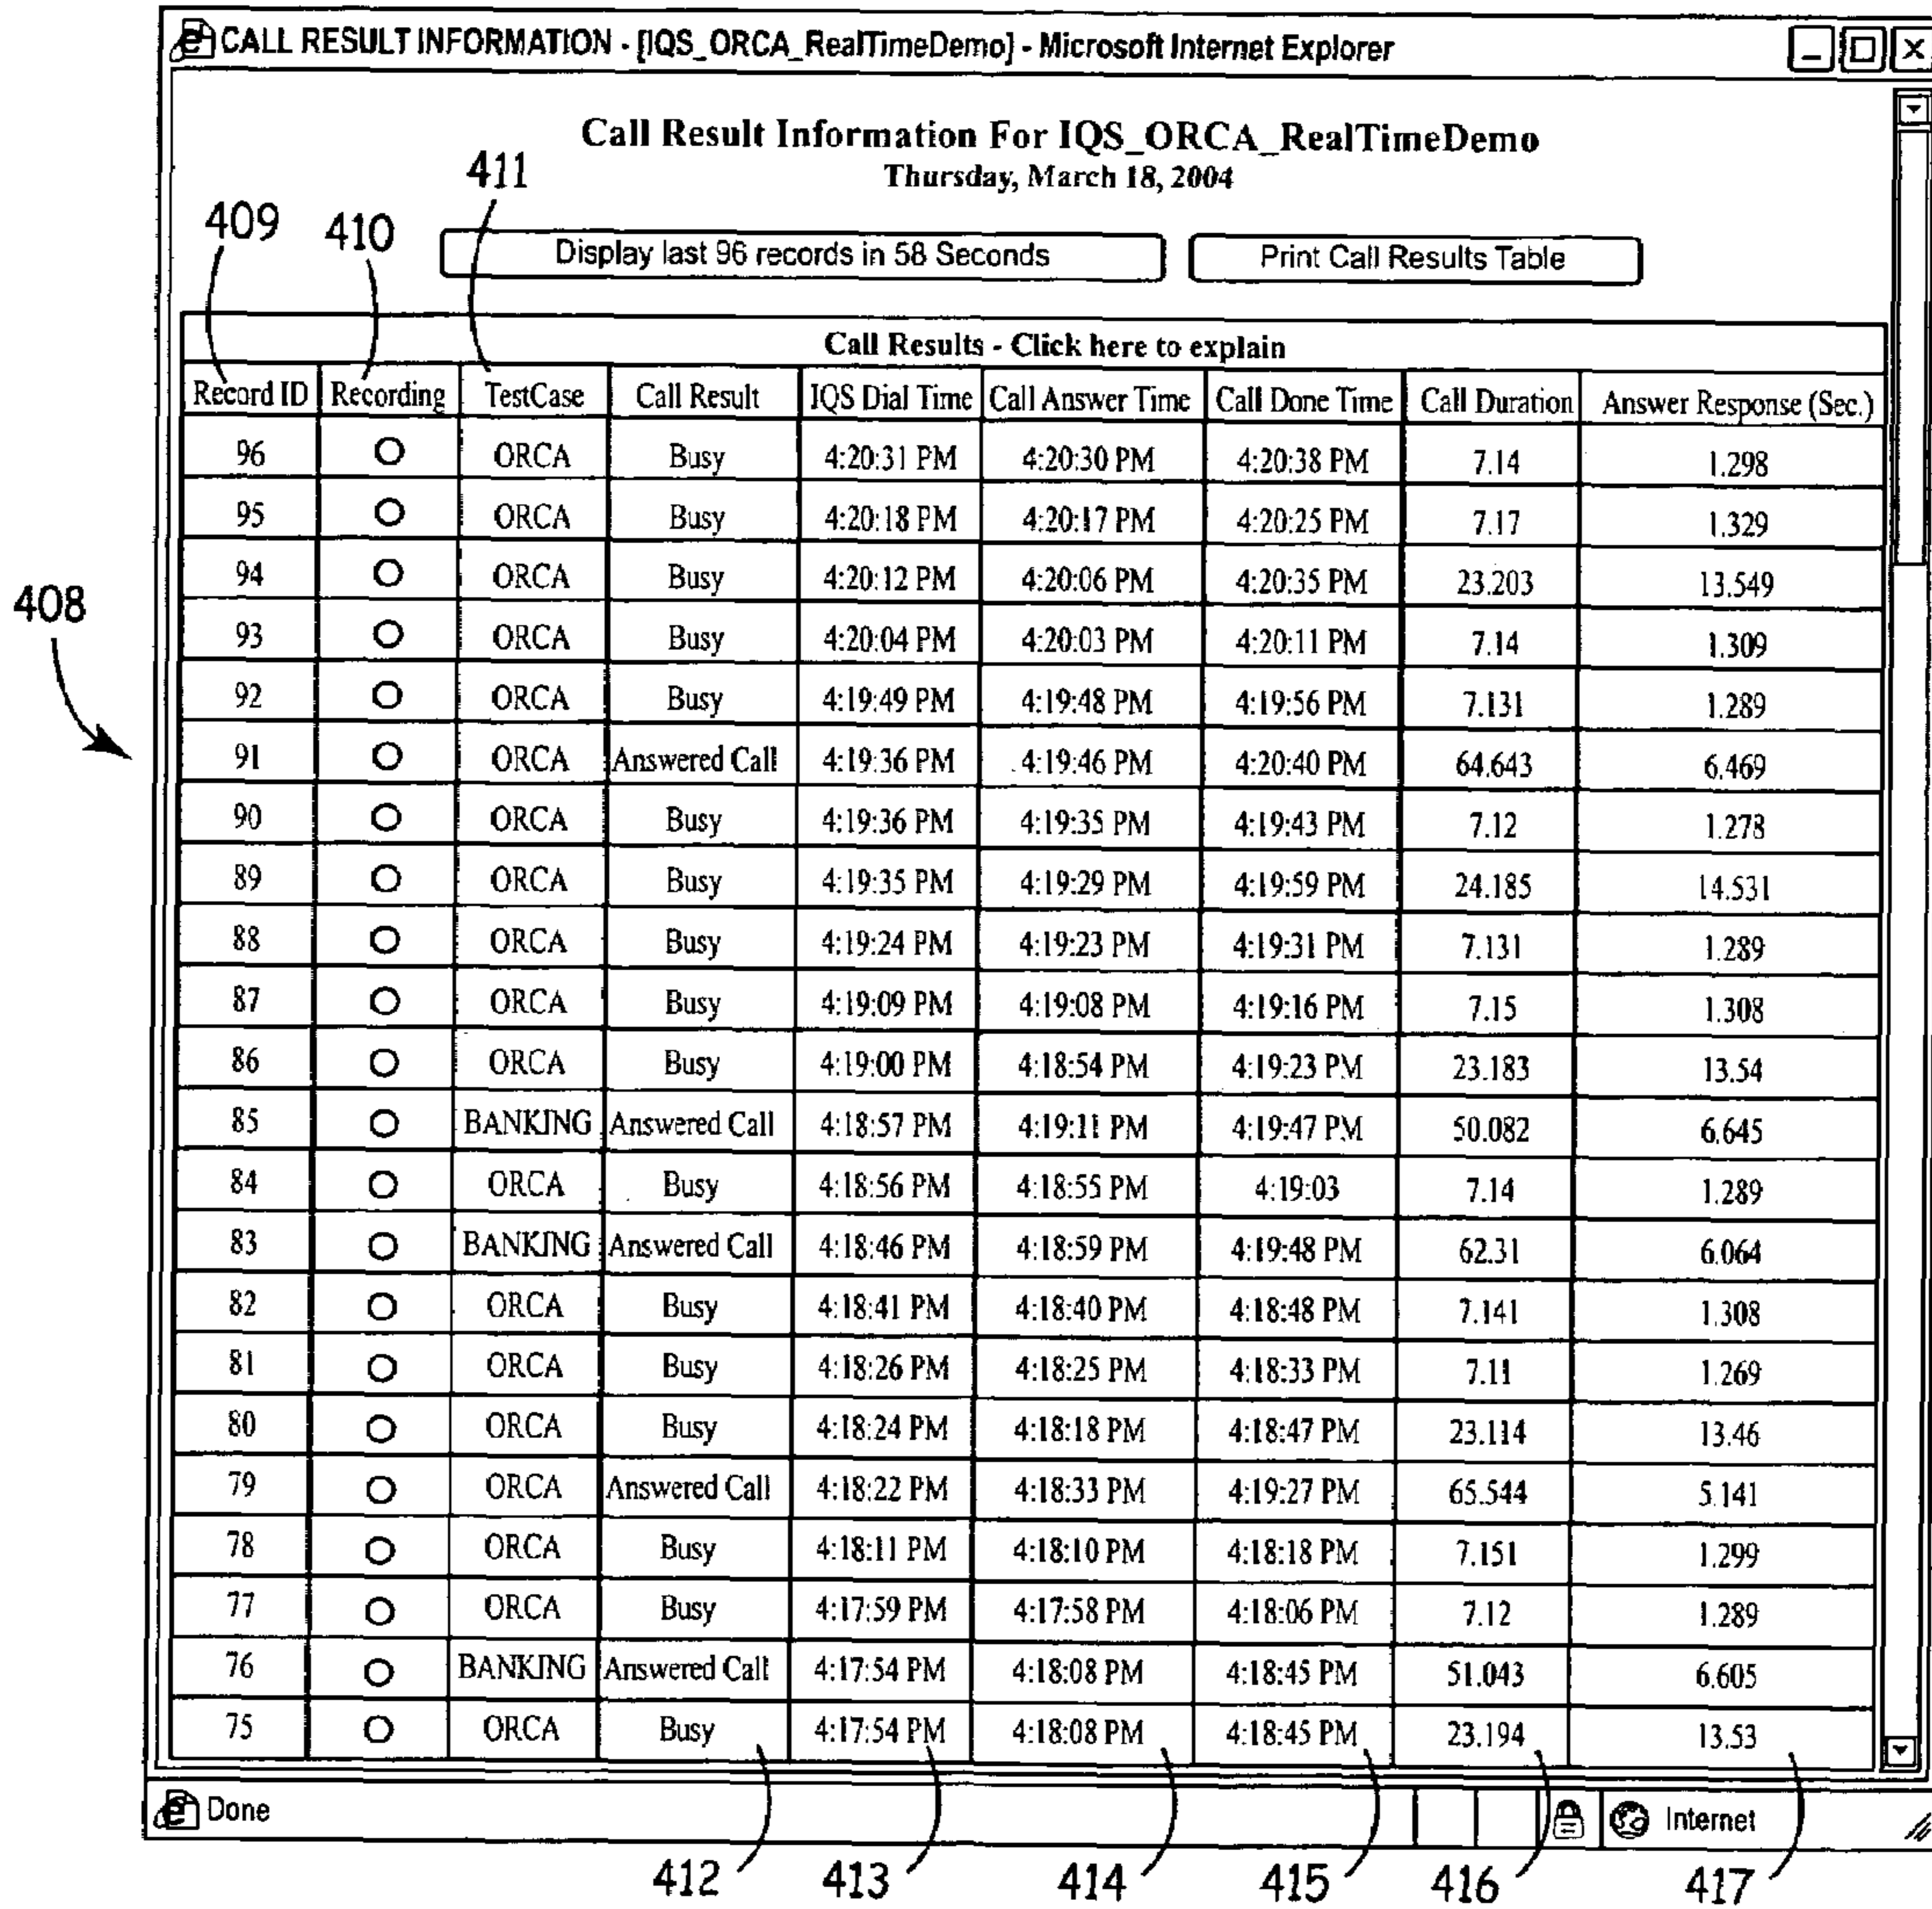 CALL RESULT INFORMATION - [IQS_ORCA_RealTimeDemo] - Microsoft Internet Explorer
Call Result Information For IQS_ORCA_RealTimeDemo
Thursday, March 18, 2004
411
409
410
Display last 96 records in 58 Seconds Print Call Results Table
Call Results - Click here to explain
Record ID Recording TestCase Call Result IQS Dial Time Call Answer Time Call Done Time Call Duration Answer Response (Sec.)
96 ORCA Busy 4:20:31 PM 4:20:30 PM 4:20:38 PM 7.14 1.298
95 ORCA Busy 4:20:18 PM 4:20:17 PM 4:20:25 PM 7.17 1.329
94 ORCA Busy 4:20:12 PM 4:20:06 PM 4:20:35 PM 23.203 13.549
408
93 ORCA Busy 4:20:04 PM 4:20:03 PM 4:20:11 PM 7.14 1.309
92 ORCA Busy 4:19:49 PM 4:19:48 PM 4:19:56 PM 7.131 1.289
91 ORCA Answered Call 4:19:36 PM 4:19:46 PM 4:20:40 PM 64.643 6.469
90 ORCA Busy 4:19:36 PM 4:19:35 PM 4:19:43 PM 7.12 1.278
89 ORCA Busy 4:19:35 PM 4:19:29 PM 4:19:59 PM 24.185 14.531
88 ORCA Busy 4:19:24 PM 4:19:23 PM 4:19:31 PM 7.131 1.289
87 ORCA Busy 4:19:09 PM 4:19:08 PM 4:19:16 PM 7.15 1.308
86 ORCA Busy 4:19:00 PM 4:18:54 PM 4:19:23 PM 23.183 13.54
85 BANKING Answered Call 4:18:57 PM 4:19:11 PM 4:19:47 PM 50.082 6.645
84 ORCA Busy 4:18:56 PM 4:18:55 PM 4:19:03 7.14 1.289
83 BANKING Answered Call 4:18:46 PM 4:18:59 PM 4:19:48 PM 62.31 6.064
82 ORCA Busy 4:18:41 PM 4:18:40 PM 4:18:48 PM 7.141 1.308
81 ORCA Busy 4:18:26 PM 4:18:25 PM 4:18:33 PM 7.11 1.269
80 ORCA Busy 4:18:24 PM 4:18:18 PM 4:18:47 PM 23.114 13.46
79 ORCA Answered Call 4:18:22 PM 4:18:33 PM 4:19:27 PM 65.544 5.141
78 ORCA Busy 4:18:11 PM 4:18:10 PM 4:18:18 PM 7.151 1.299
77 ORCA Busy 4:17:59 PM 4:17:58 PM 4:18:06 PM 7.12 1.289
76 BANKING Answered Call 4:17:54 PM 4:18:08 PM 4:18:45 PM 51.043 6.605
75 ORCA Busy 4:17:54 PM 4:18:08 PM 4:18:45 PM 23.194 13.53
Done Internet
412 413 414 415 416 417